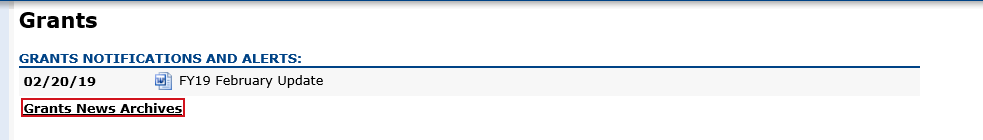 Grants
GRANTS NOTIFICATIONS AND ALERTS:
02/20/19 FY19 February Update
Grants News Archives